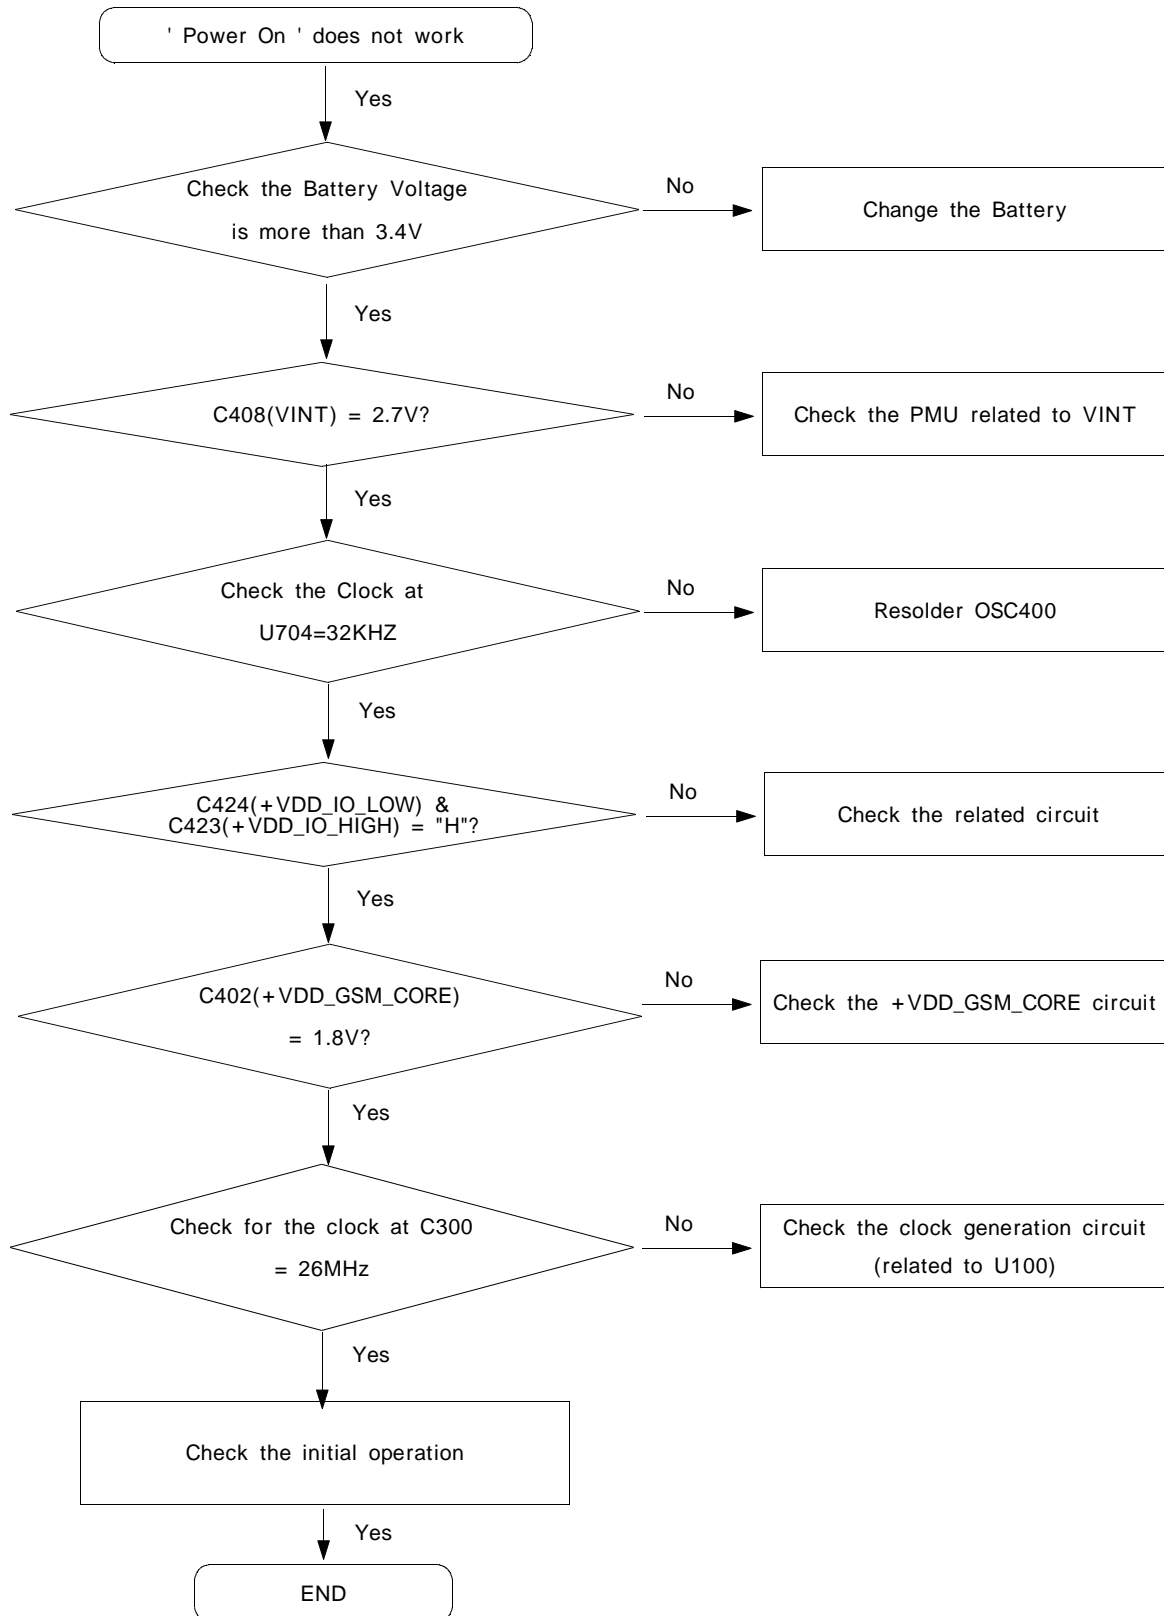 ' Power On ' does not work
Yes
Check the Battery Voltage
is more than 3.4V
No
Change the Battery
Yes
C408(VINT) = 2.7V?
No
Check the PMU related to VINT
Yes
Check the Clock at
U704=32KHZ
No
Resolder OSC400
Yes
C424(+VDD_IO_LOW) &
C423(+VDD_IO_HIGH) = "H"?
No
Check the related circuit
Yes
C402(+VDD_GSM_CORE)
= 1.8V?
No
Check the +VDD_GSM_CORE circuit
Yes
Check for the clock at C300
= 26MHz
No
Check the clock generation circuit
(related to U100)
Yes
Check the initial operation
Yes
END